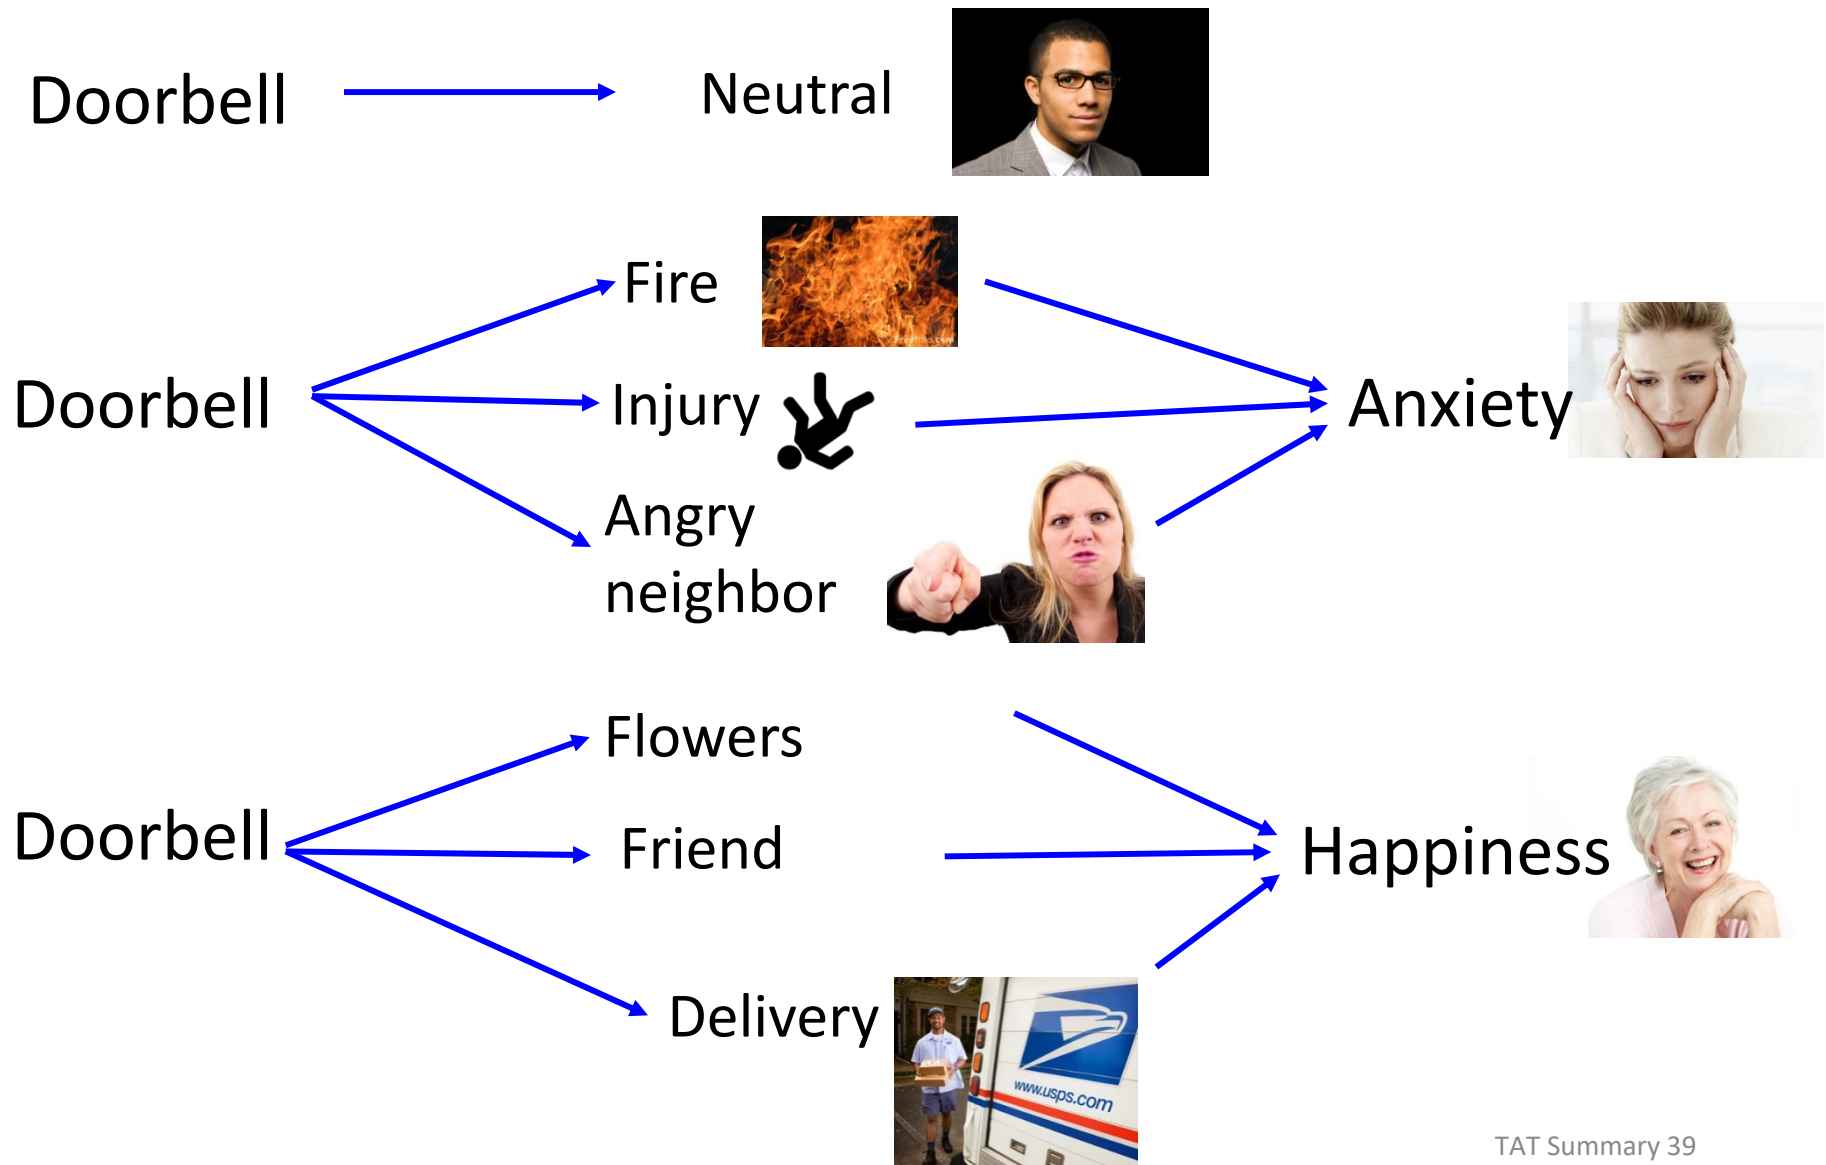 Doorbell
Neutral
Fire
Doorbell
Injury
Anxiety
Angry
neighbor
Flowers
Doorbell
Friend
Happiness
Delivery
www.usps.com
TAT Summary 39